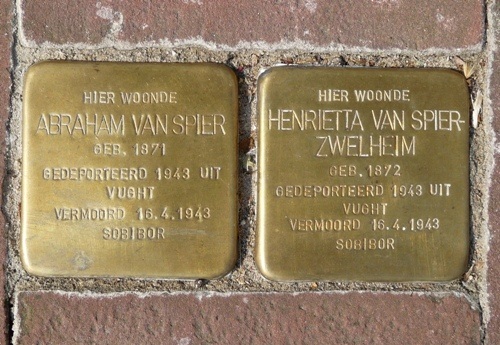 HIER WOONDE
ABRAHAM VAN SPIER
GEB. 1871
GEDEPORTEERD 1943 UIT
VUGHT
VERMOORD 16.4.1943
SOBIBOR
HIER WOONDE
HENRIETTA VAN SPIER-
ZWELHEIM
GEB. 1872
GEDEPORTEERD 1943 UIT
VUGHT
VERMOORD 16.4.1943
SOBIBOR